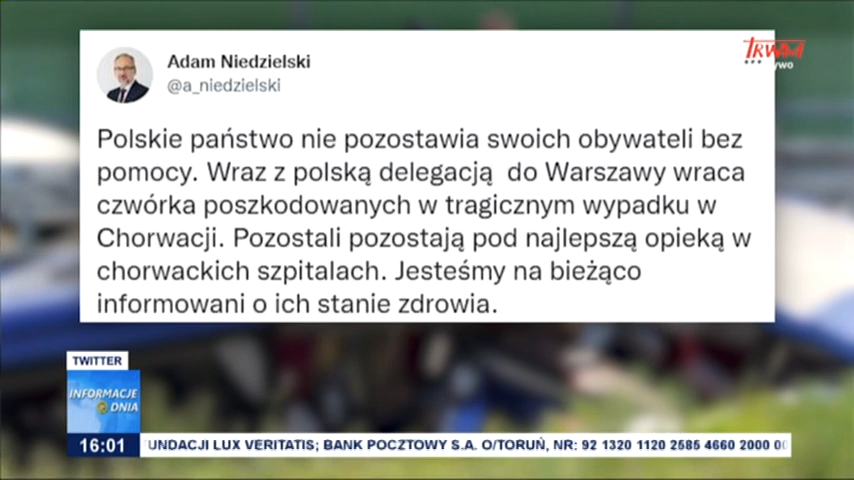 Adam Niedzielski
@a_niedzielski
TRWAM
Polskie państwo nie pozostawia swoich obywateli bez
pomocy. Wraz z polską delegacją do Warszawy wraca
czwórka poszkodowanych w tragicznym wypadku w
Chorwacji. Pozostali pozostają pod najlepszą opieką w
chorwackich szpitalach. Jesteśmy na bieżąco
informowani o ich stanie zdrowia.
TWITTER
INFORMACJE
DNIA
16:01 UNDACJI LUX VERITATIS; BANK POCZTOWY S.A. O/TORUŃ, NR: 92 1320 1120 2585 4660 2000 00